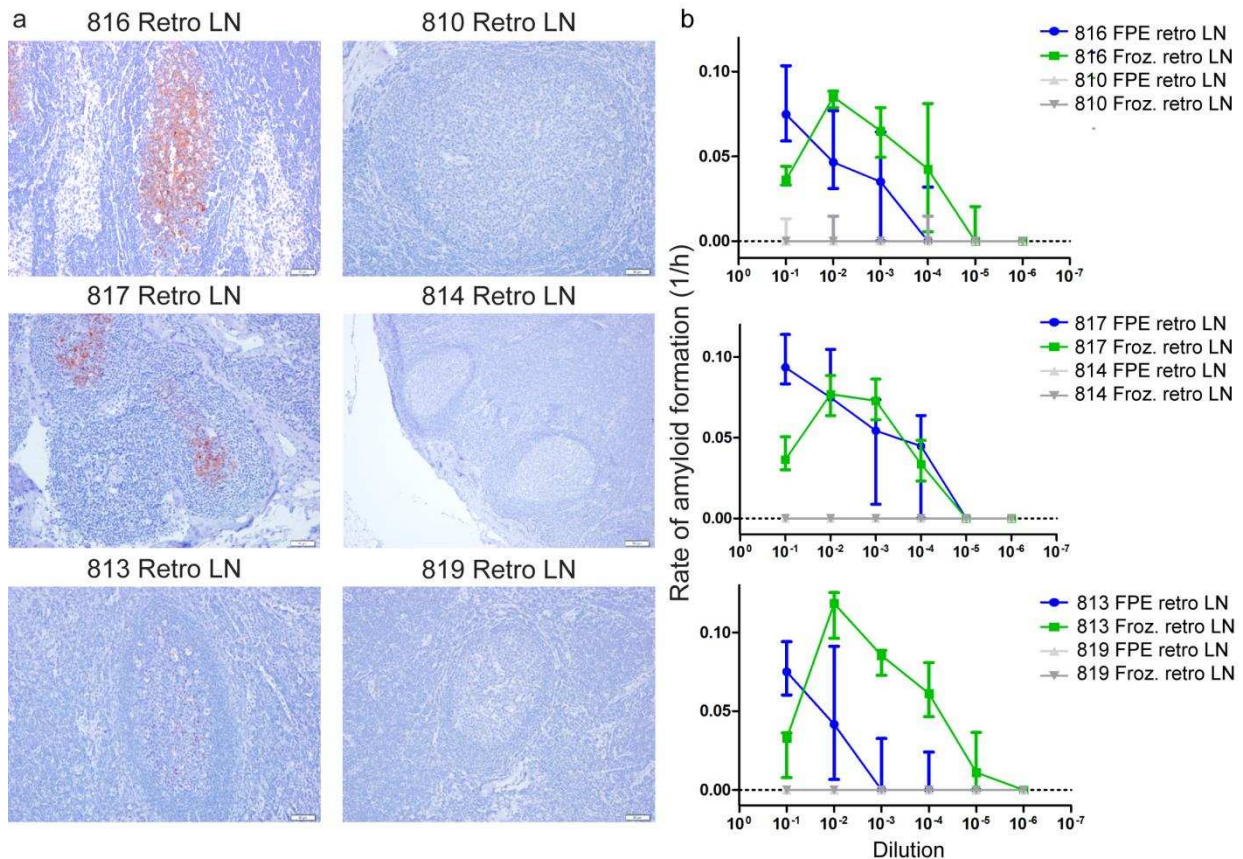 a
816 Retro LN
810 Retro LN
817 Retro LN
814 Retro LN
813 Retro LN
819 Retro LN
b
Rate of amyloid formation (1/h)
816 FPE retro LN
816 Froz. retro LN
810 FPE retro LN
810 Froz. retro LN
0.10
0.05
0.00
10⁰ 10⁻¹ 10⁻² 10⁻³ 10⁻⁴ 10⁻⁵ 10⁻⁶ 10⁻⁷
817 FPE retro LN
817 Froz. retro LN
814 FPE retro LN
814 Froz. retro LN
0.10
0.05
0.00
10⁰ 10⁻¹ 10⁻² 10⁻³ 10⁻⁴ 10⁻⁵ 10⁻⁶ 10⁻⁷
813 FPE retro LN
813 Froz. retro LN
819 FPE retro LN
819 Froz. retro LN
0.10
0.05
0.00
10⁰ 10⁻¹ 10⁻² 10⁻³ 10⁻⁴ 10⁻⁵ 10⁻⁶ 10⁻⁷
Dilution